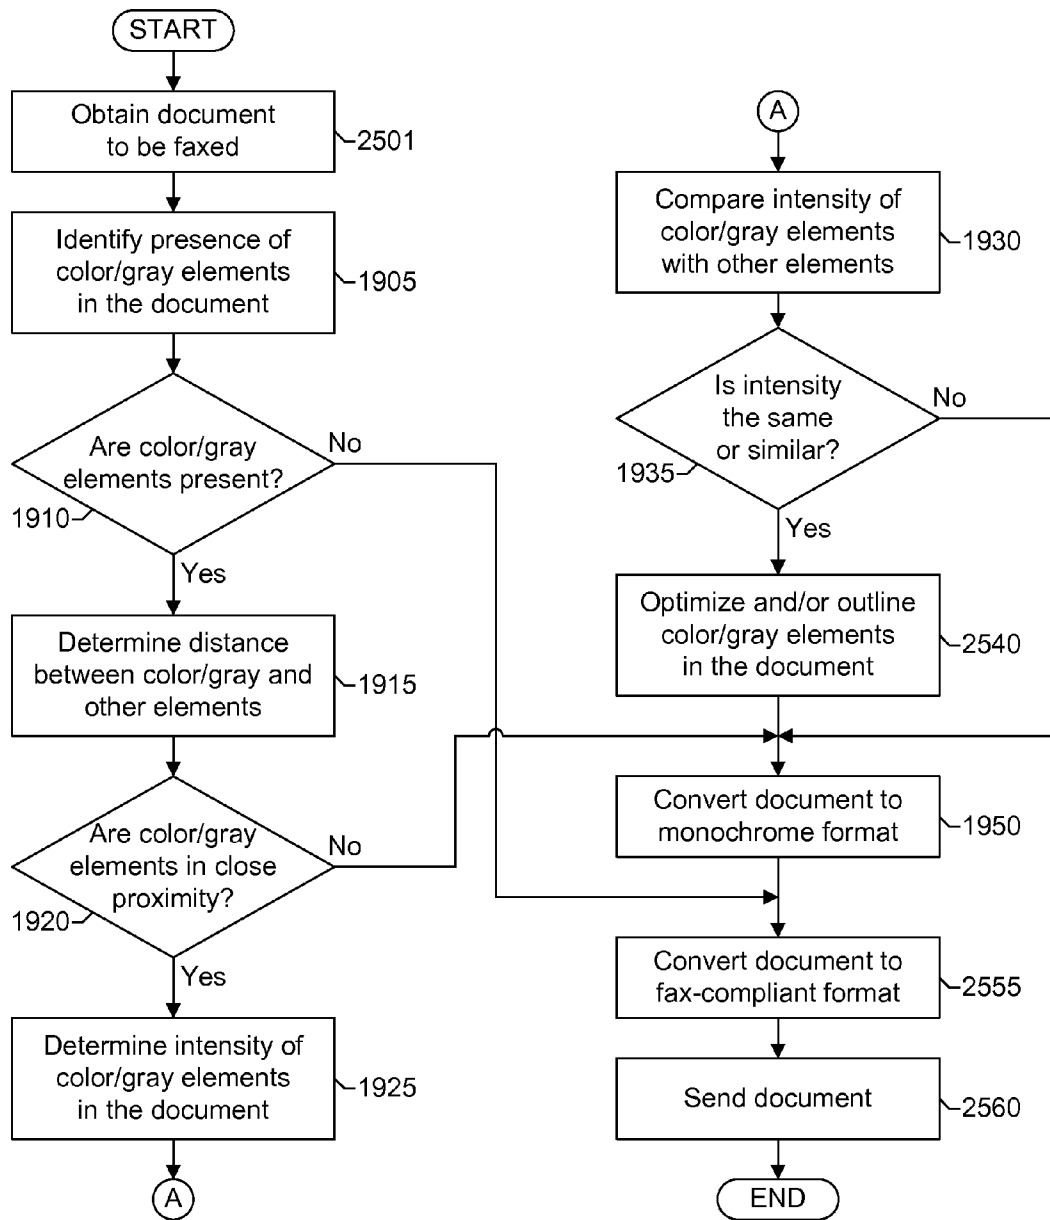 START
Obtain document
to be faxed
2501
Identify presence of
color/gray elements
in the document
1905
Are color/gray
elements present?
No
1910
Yes
Determine distance
between color/gray and
other elements
1915
Are color/gray
elements in close
proximity?
No
1920
Yes
Determine intensity of
color/gray elements
in the document
1925
A
A
Compare intensity of
color/gray elements
with other elements
1930
Is intensity
the same
or similar?
No
1935
Yes
Optimize and/or outline
color/gray elements
in the document
2540
Convert document to
monochrome format
1950
Convert document to
fax-compliant format
2555
Send document
2560
END